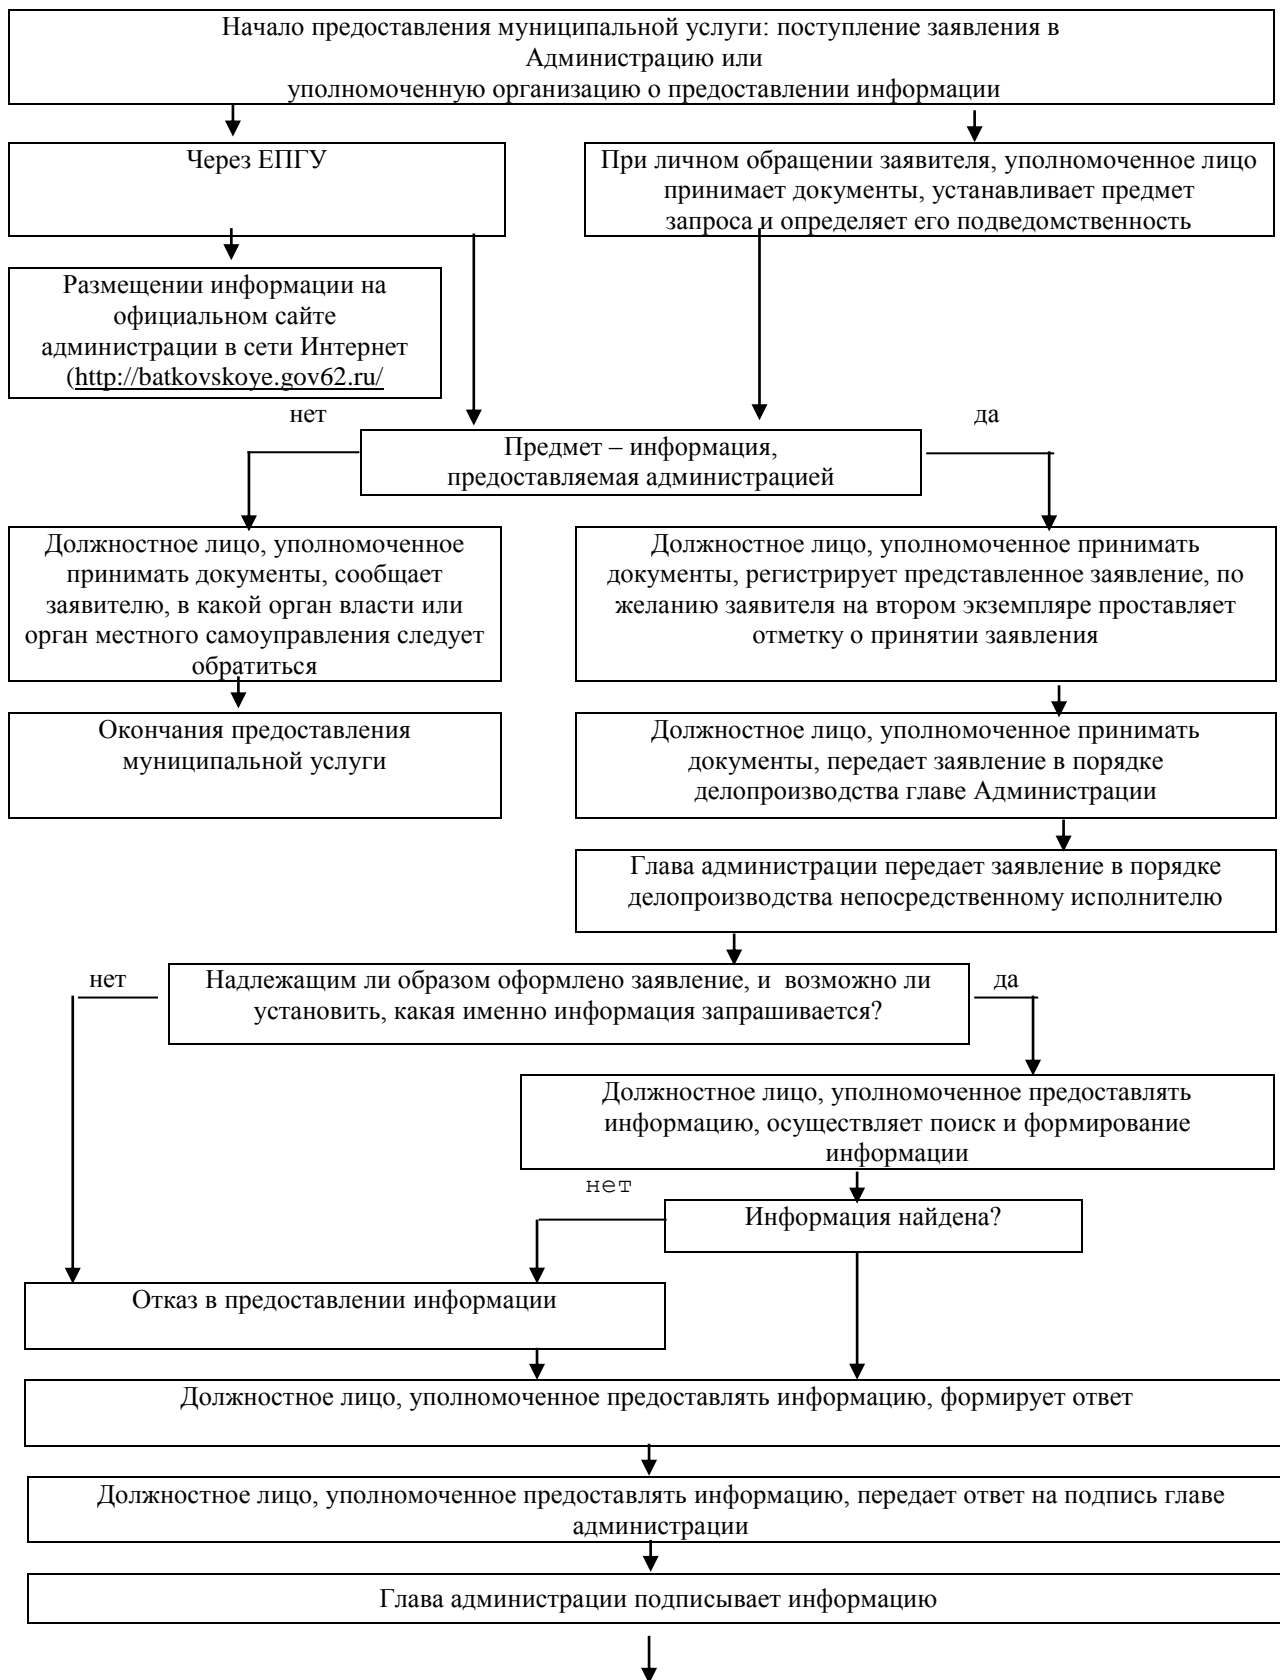 Начало предоставления муниципальной услуги: поступление заявления в
Администрацию или
уполномоченную организацию о предоставлении информации
Через ЕПГУ
При личном обращении заявителя, уполномоченное лицо
принимает документы, устанавливает предмет
запроса и определяет его подведомственность
Размещении информации на
официальном сайте
администрации в сети Интернет
(http://batkovskoye.gov62.ru/
нет
да
Предмет – информация,
предоставляемая администрацией
Должностное лицо, уполномоченное
принимать документы, сообщает
заявителю, в какой орган власти или
орган местного самоуправления следует
обратиться
Должностное лицо, уполномоченное принимать
документы, регистрирует представленное заявление, по
желанию заявителя на втором экземпляре проставляет
отметку о принятии заявления
Окончания предоставления
муниципальной услуги
Должностное лицо, уполномоченное принимать
документы, передает заявление в порядке
делопроизводства главе Администрации
Глава администрации передает заявление в порядке
делопроизводства непосредственному исполнителю
нет
Надлежащим ли образом оформлено заявление, и возможно ли
установить, какая именно информация запрашивается?
да
Должностное лицо, уполномоченное предоставлять
информацию, осуществляет поиск и формирование
информации
нет
Информация найдена?
Отказ в предоставлении информации
Должностное лицо, уполномоченное предоставлять информацию, формирует ответ
Должностное лицо, уполномоченное предоставлять информацию, передает ответ на подпись главе
администрации
Глава администрации подписывает информацию